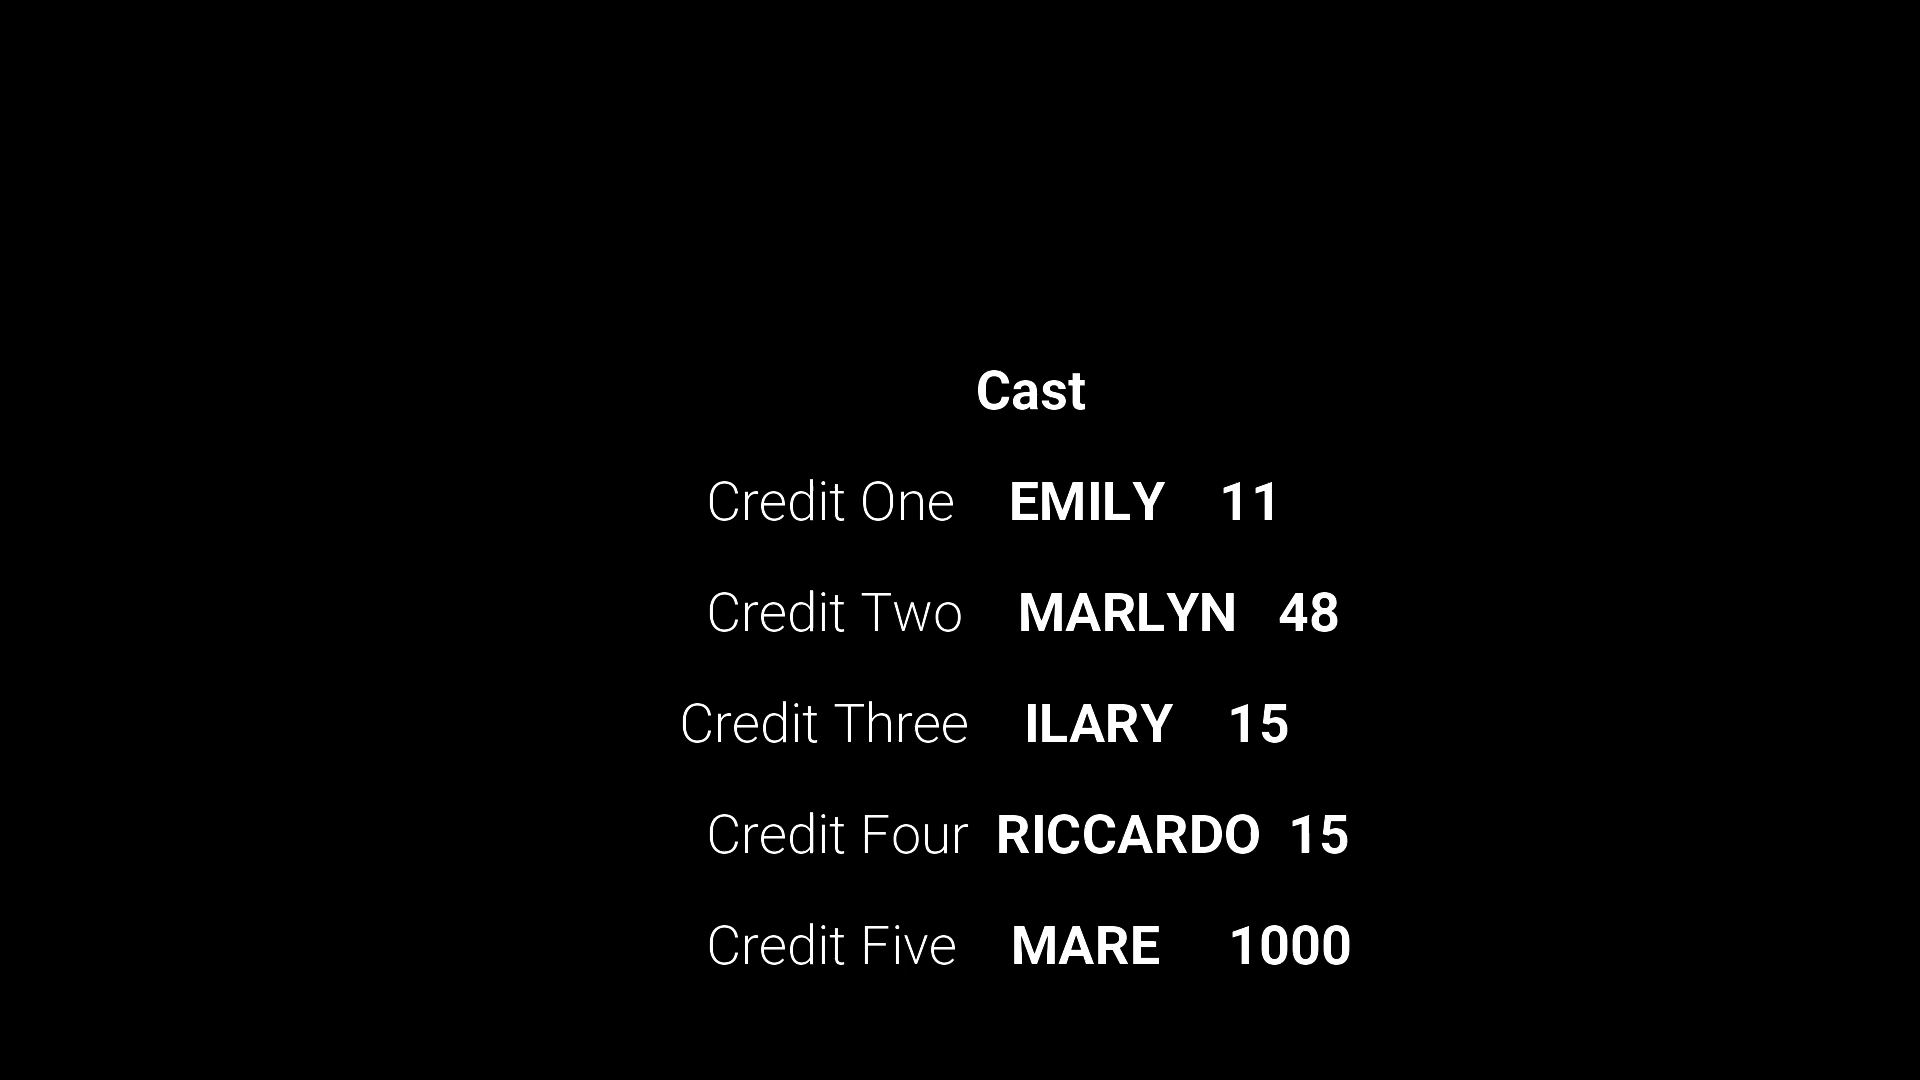 Cast
Credit One EMILY 11
Credit Two MARLYN 48
Credit Three ILARY 15
Credit Four RICCARDO 15
Credit Five MARE 1000